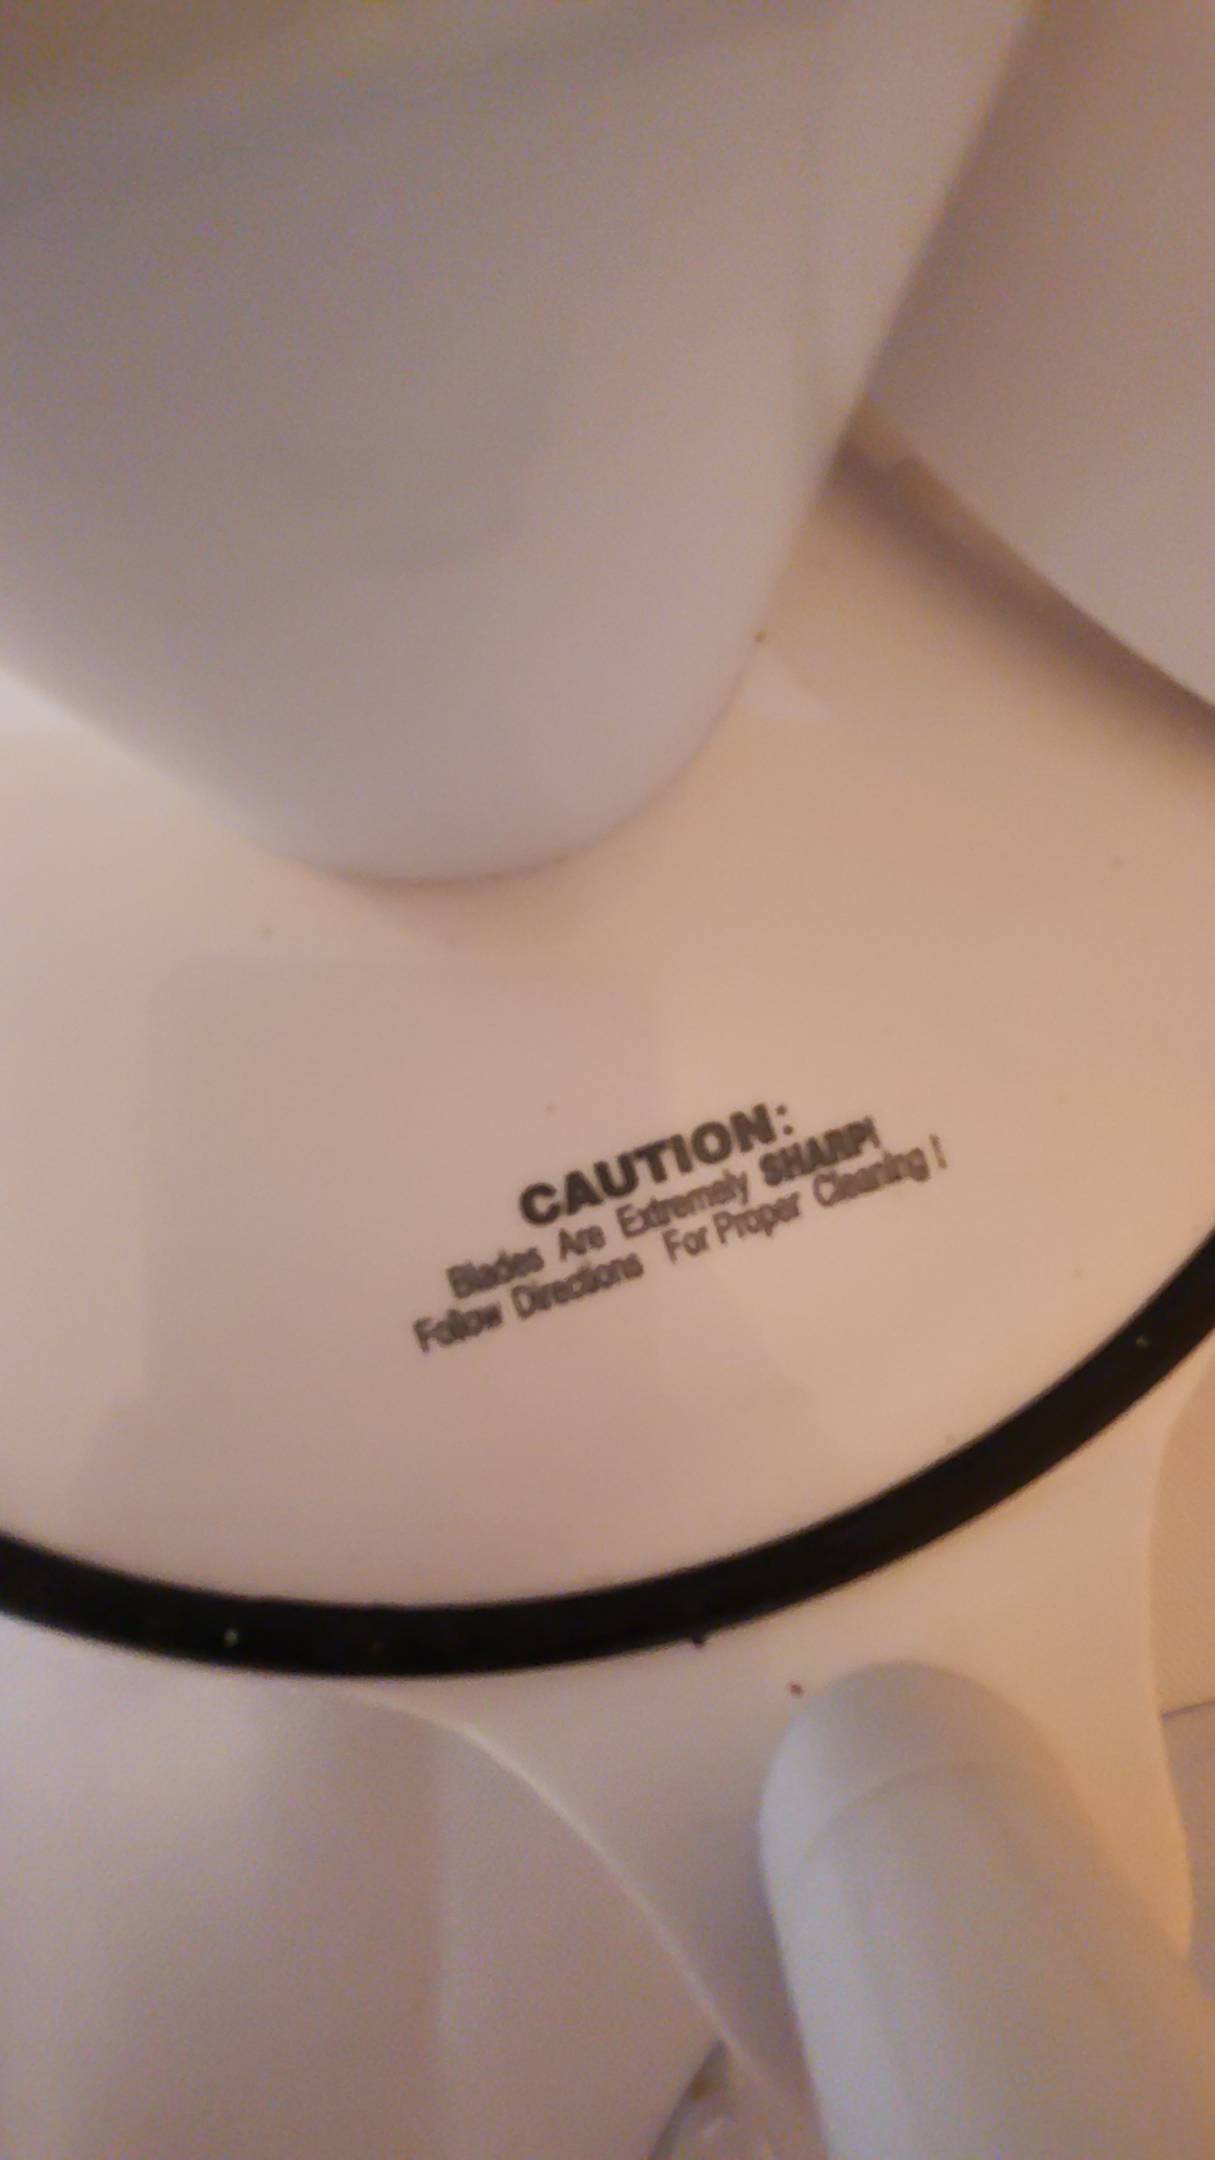 CAUTION:
Blades Are Extremely SHARP!
Follow Directions For Proper Cleaning !